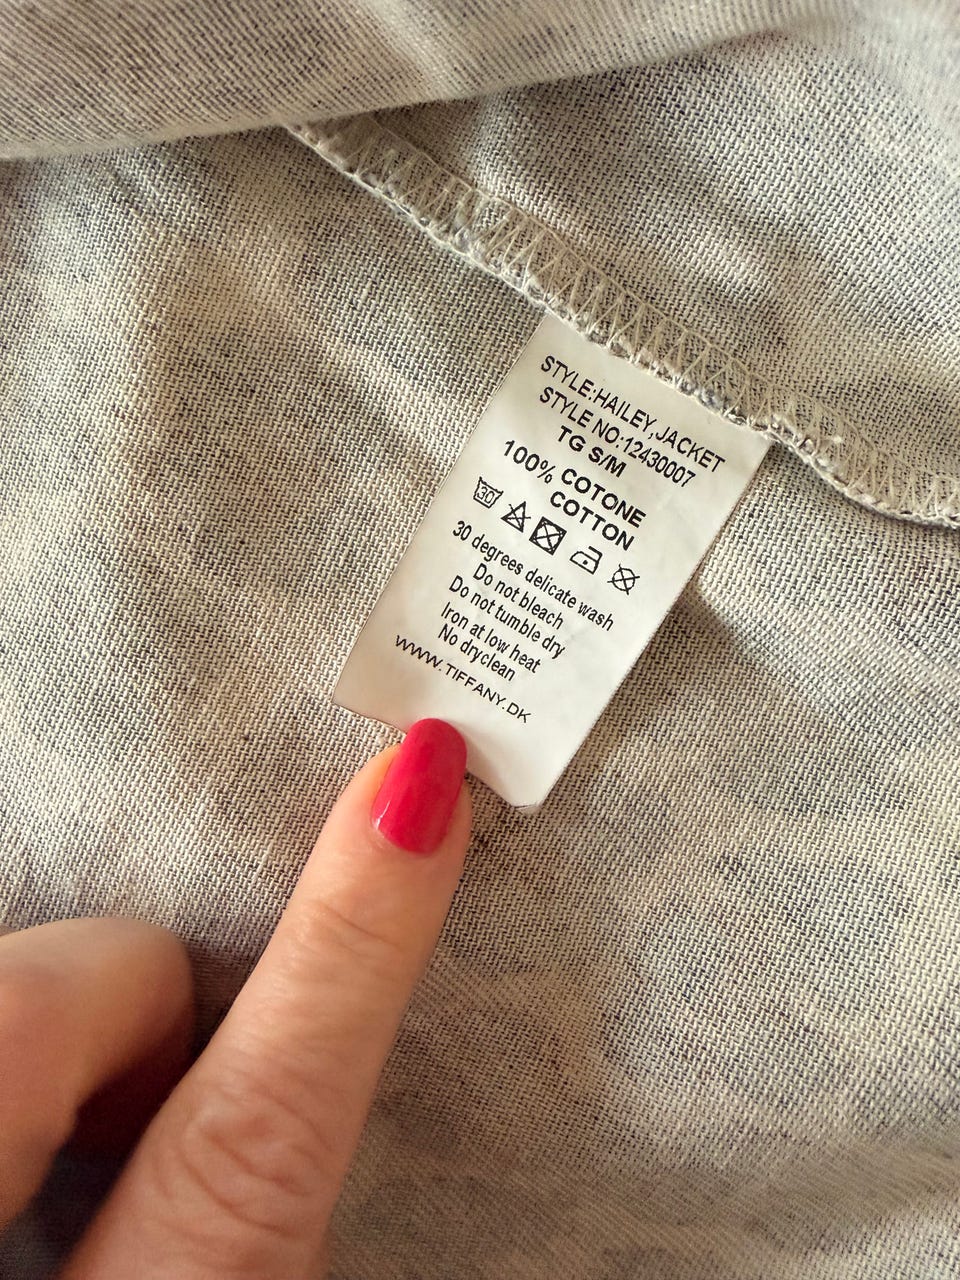 STYLE:HAILEY,JACKET
STYLE NO:12430007
TG S/M
100% COTONE
COTTON
30
30 degrees delicate wash
Do not bleach
Do not tumble dry
Iron at low heat
No dryclean
WWW.TIFFANY.DK